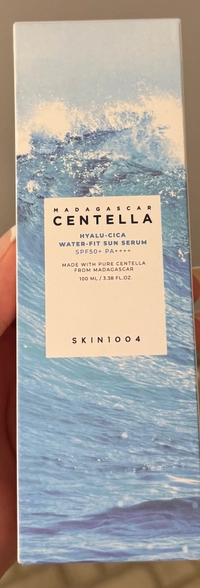 MADAGASCAR
CENTELLA
HYALU-CICA
WATER-FIT SUN SERUM
SPF50+ PA++++
MADE WITH PURE CENTELLA
FROM MADAGASCAR
100 ML / 3.38 FL.OZ.
SKIN1004